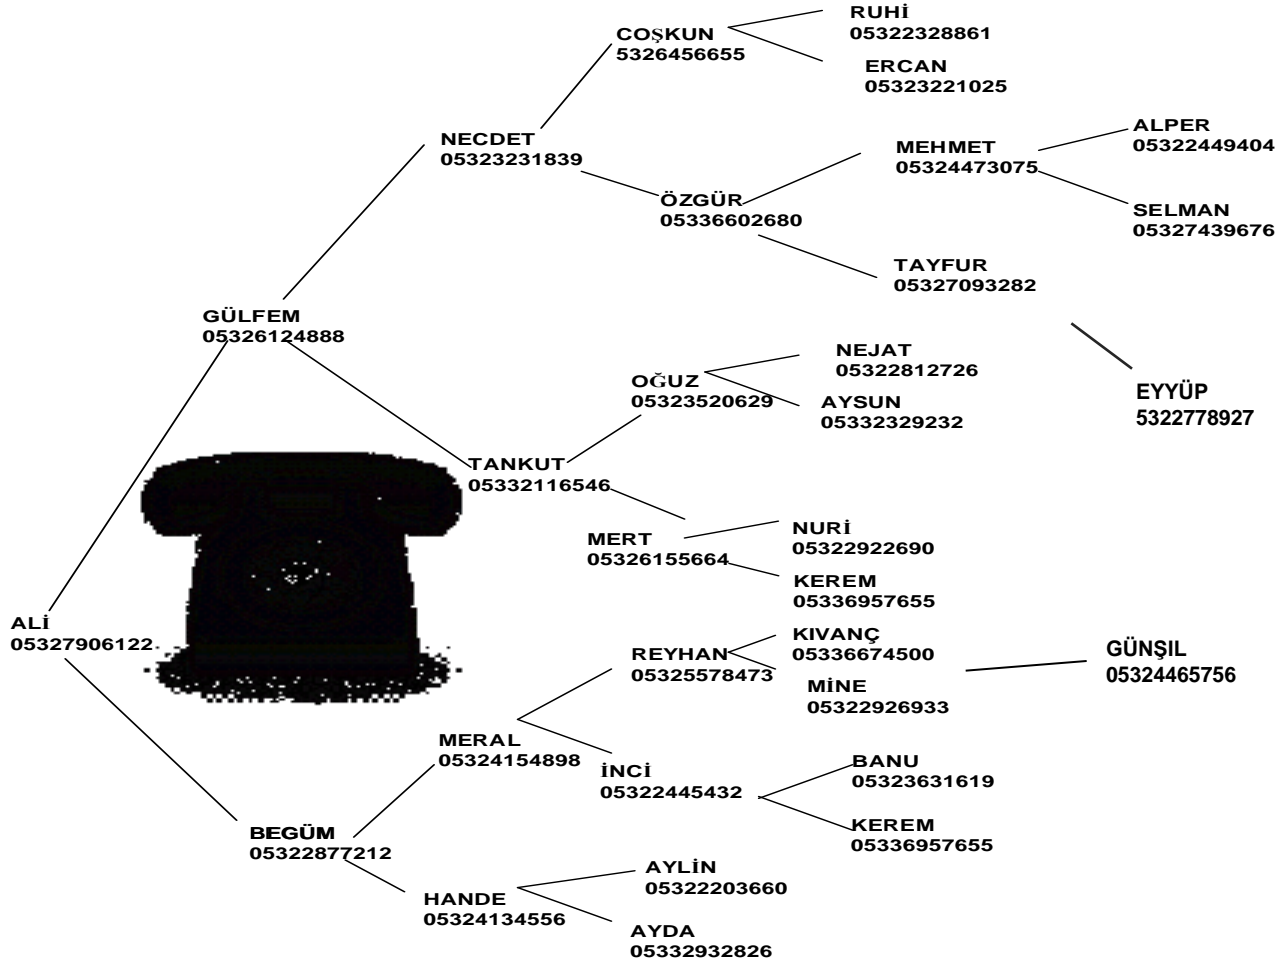 RUHİ
05322328861
COŞKUN
5326456655
ERCAN
05323221025
NECDET
05323231839
MEHMET
05324473075
ALPER
05322449404
ÖZGÜR
05336602680
SELMAN
05327439676
TAYFUR
05327093282
GÜLFEM
05326124888
NEJAT
05322812726
OĞUZ
05323520629
AYSUN
05332329232
EYYÜP
5322778927
TANKUT
05332116546
MERT
05326155664
NURİ
05322922690
KEREM
05336957655
ALİ
05327906122
KIVANÇ
05336674500
REYHAN
05325578473
MİNE
05322926933
GÜNŞIL
05324465756
MERAL
05324154898
İNCİ
05322445432
BANU
05323631619
KEREM
05336957655
BEGÜM
05322877212
AYLİN
05322203660
HANDE
05324134556
AYDA
05332932826